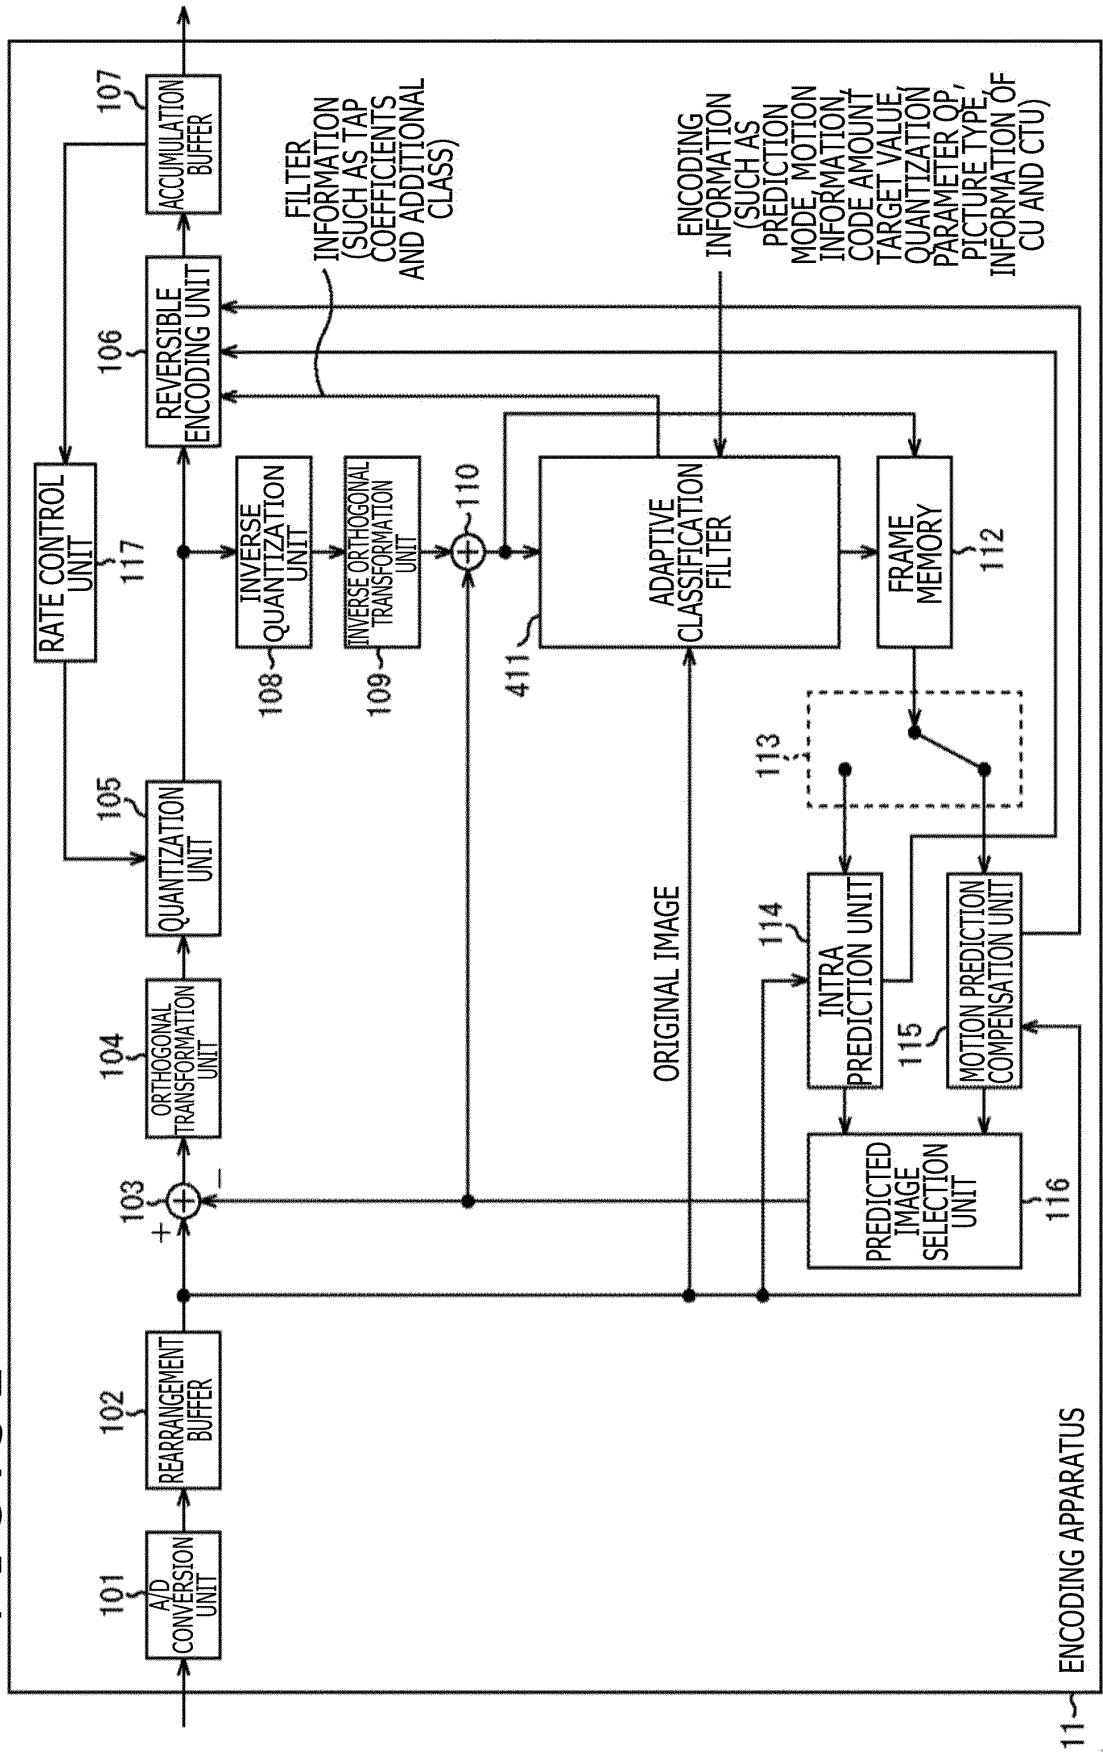 101
A/D
CONVERSION
UNIT
102
REARRANGEMENT
BUFFER
103
+
−
104
ORTHOGONAL
TRANSFORMATION
UNIT
105
QUANTIZATION
UNIT
RATE CONTROL
UNIT
117
106
REVERSIBLE
ENCODING UNIT
107
ACCUMULATION
BUFFER
108
INVERSE
QUANTIZATION
UNIT
109
INVERSE ORTHOGONAL
TRANSFORMATION
UNIT
110
FILTER
INFORMATION
(SUCH AS TAP
COEFFICIENTS
AND ADDITIONAL
CLASS)
411
ADAPTIVE
CLASSIFICATION
FILTER
ORIGINAL IMAGE
ENCODING
INFORMATION
(SUCH AS
PREDICTION
MODE, MOTION
INFORMATION,
CODE AMOUNT
TARGET VALUE,
QUANTIZATION
PARAMETER QP,
PICTURE TYPE,
INFORMATION OF
CU AND CTU)
FRAME
MEMORY
112
113
114
INTRA
PREDICTION UNIT
115
MOTION PREDICTION
COMPENSATION UNIT
PREDICTED
IMAGE
SELECTION
UNIT
116
ENCODING APPARATUS
11